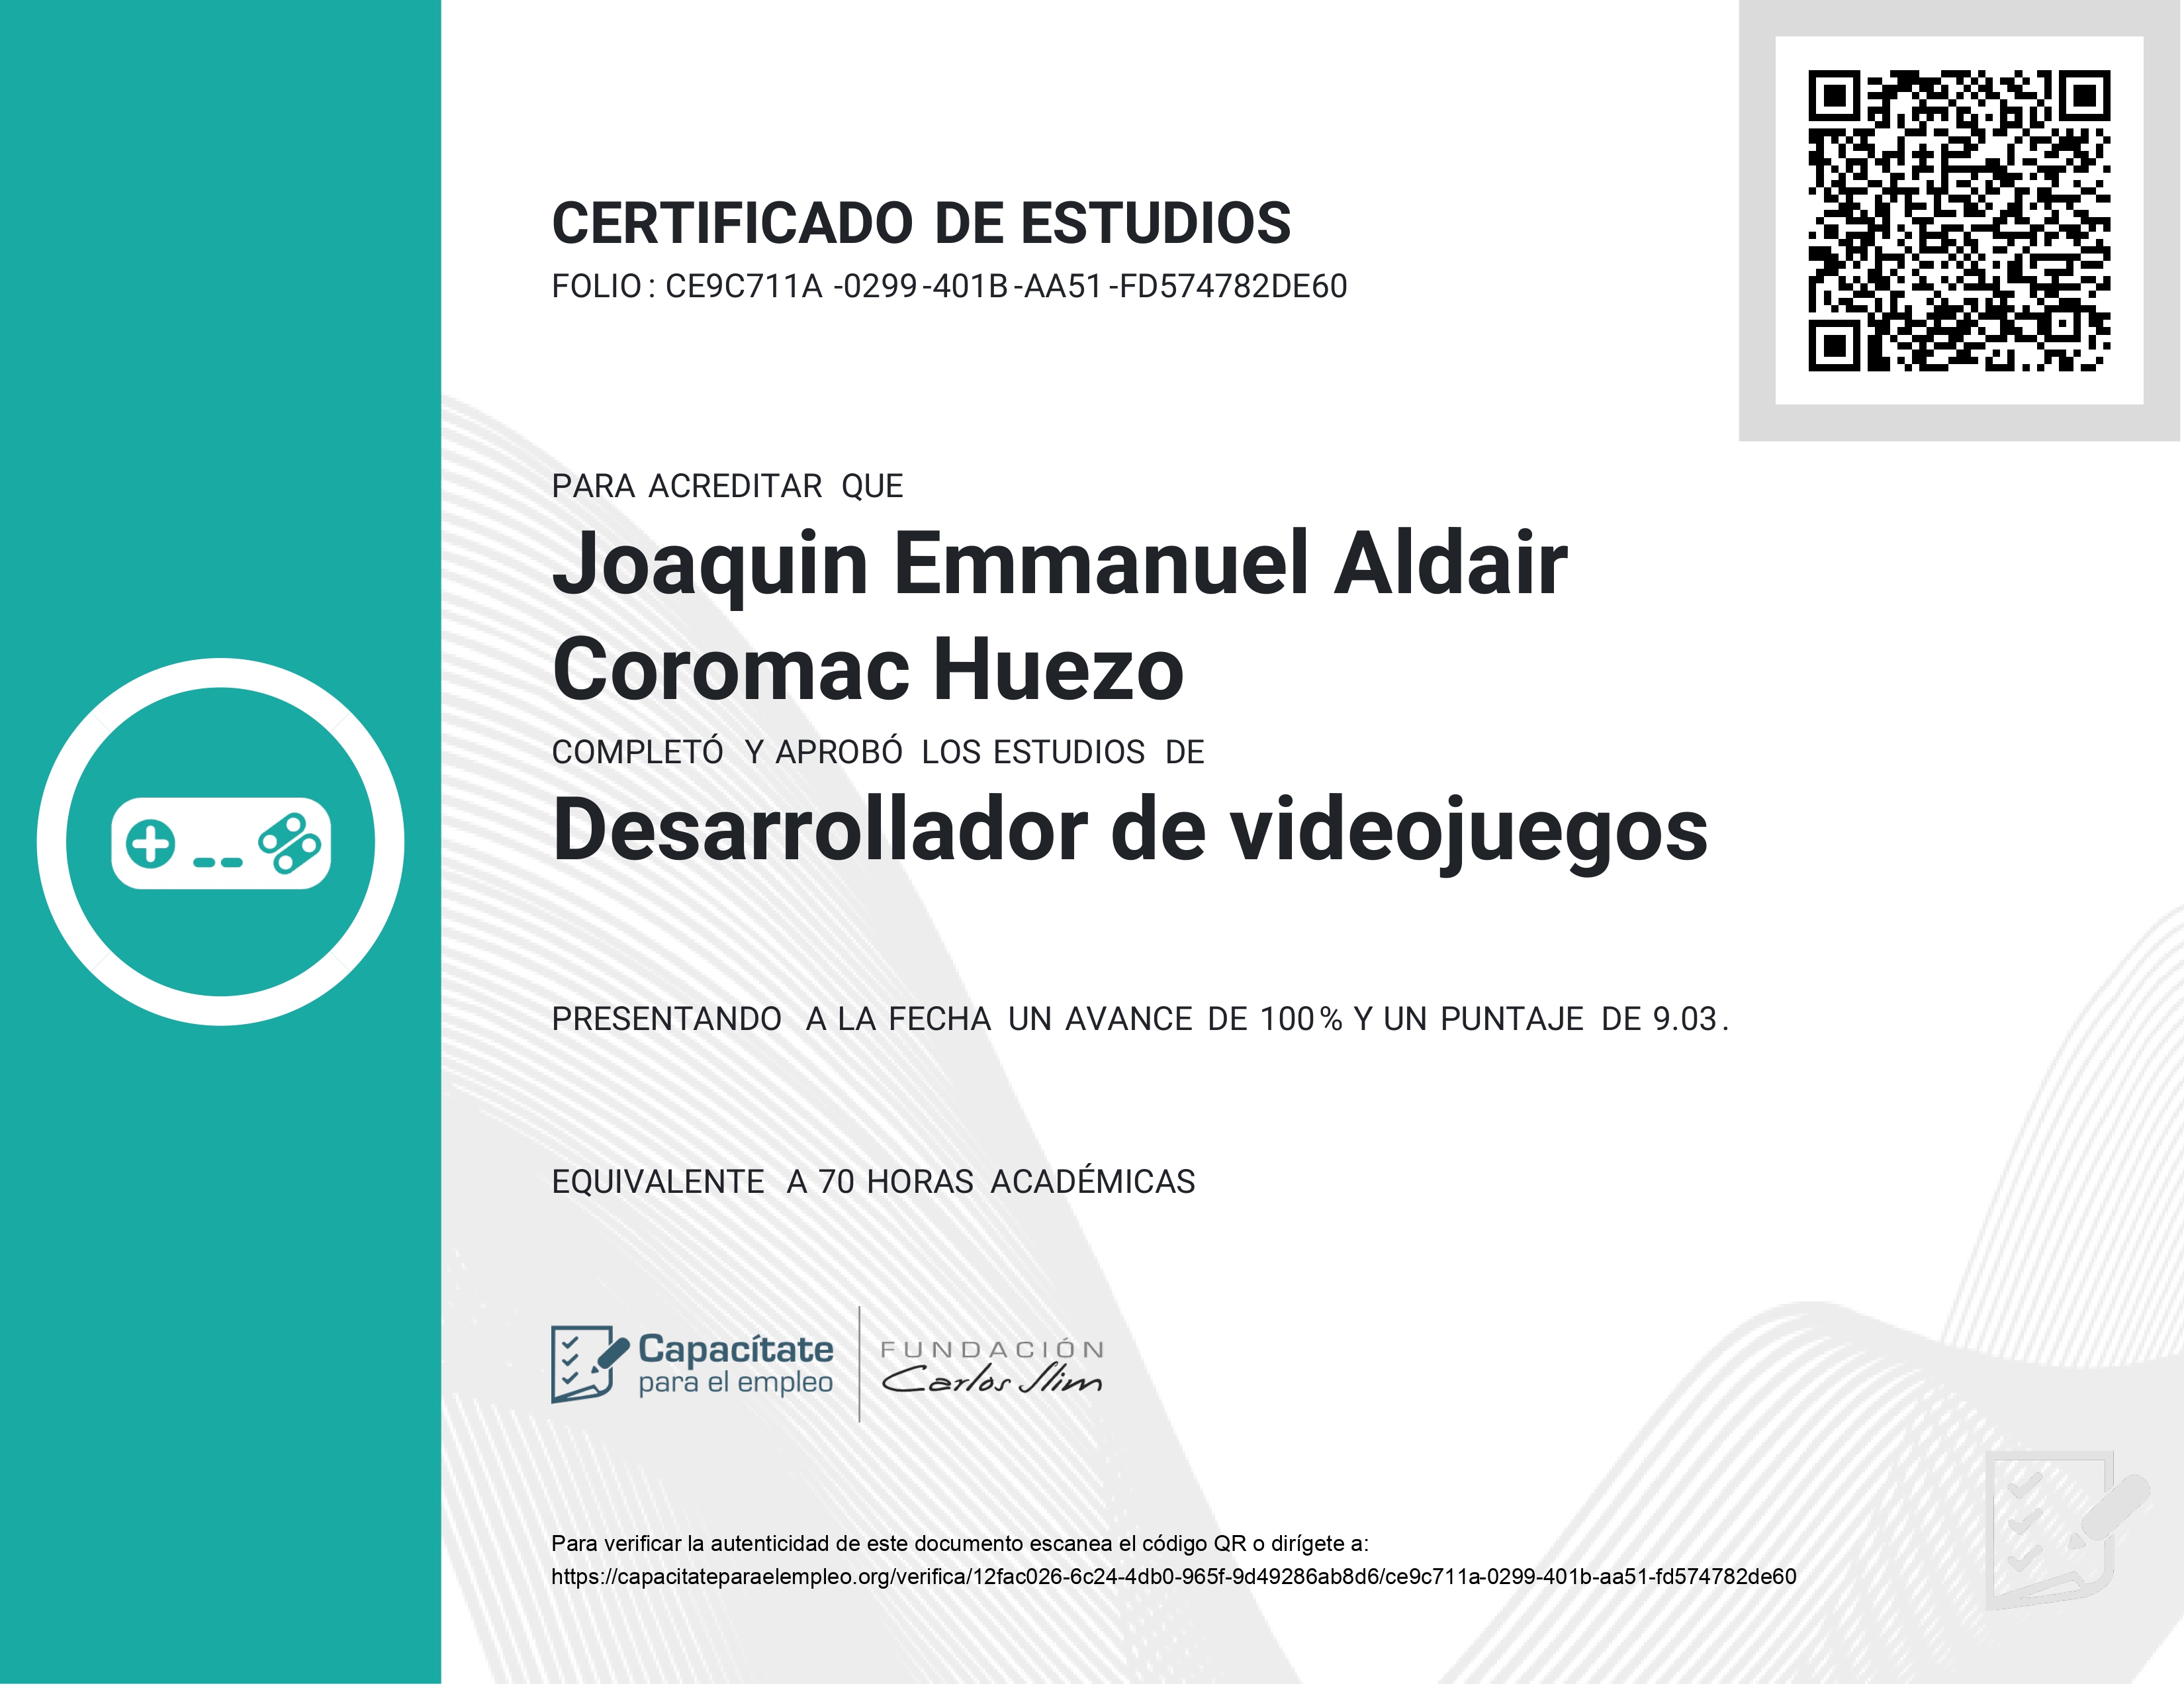 CERTIFICADO DE ESTUDIOS
FOLIO: CE9C711A-0299-401B-AA51-FD574782DE60
PARA ACREDITAR QUE
Joaquin Emmanuel Aldair
Coromac Huezo
COMPLETÓ Y APROBÓ LOS ESTUDIOS DE
Desarrollador de videojuegos
PRESENTANDO A LA FECHA UN AVANCE DE 100% Y UN PUNTAJE DE 9.03.
EQUIVALENTE A 70 HORAS ACADÉMICAS
Capacítate
para el empleo
FUNDACIÓN
Carlos Slim
Para verificar la autenticidad de este documento escanea el código QR o dirígete a:
https://capacitateparaelempleo.org/verifica/12fac026-6c24-4db0-965f-9d49286ab8d6/ce9c711a-0299-401b-aa51-fd574782de60